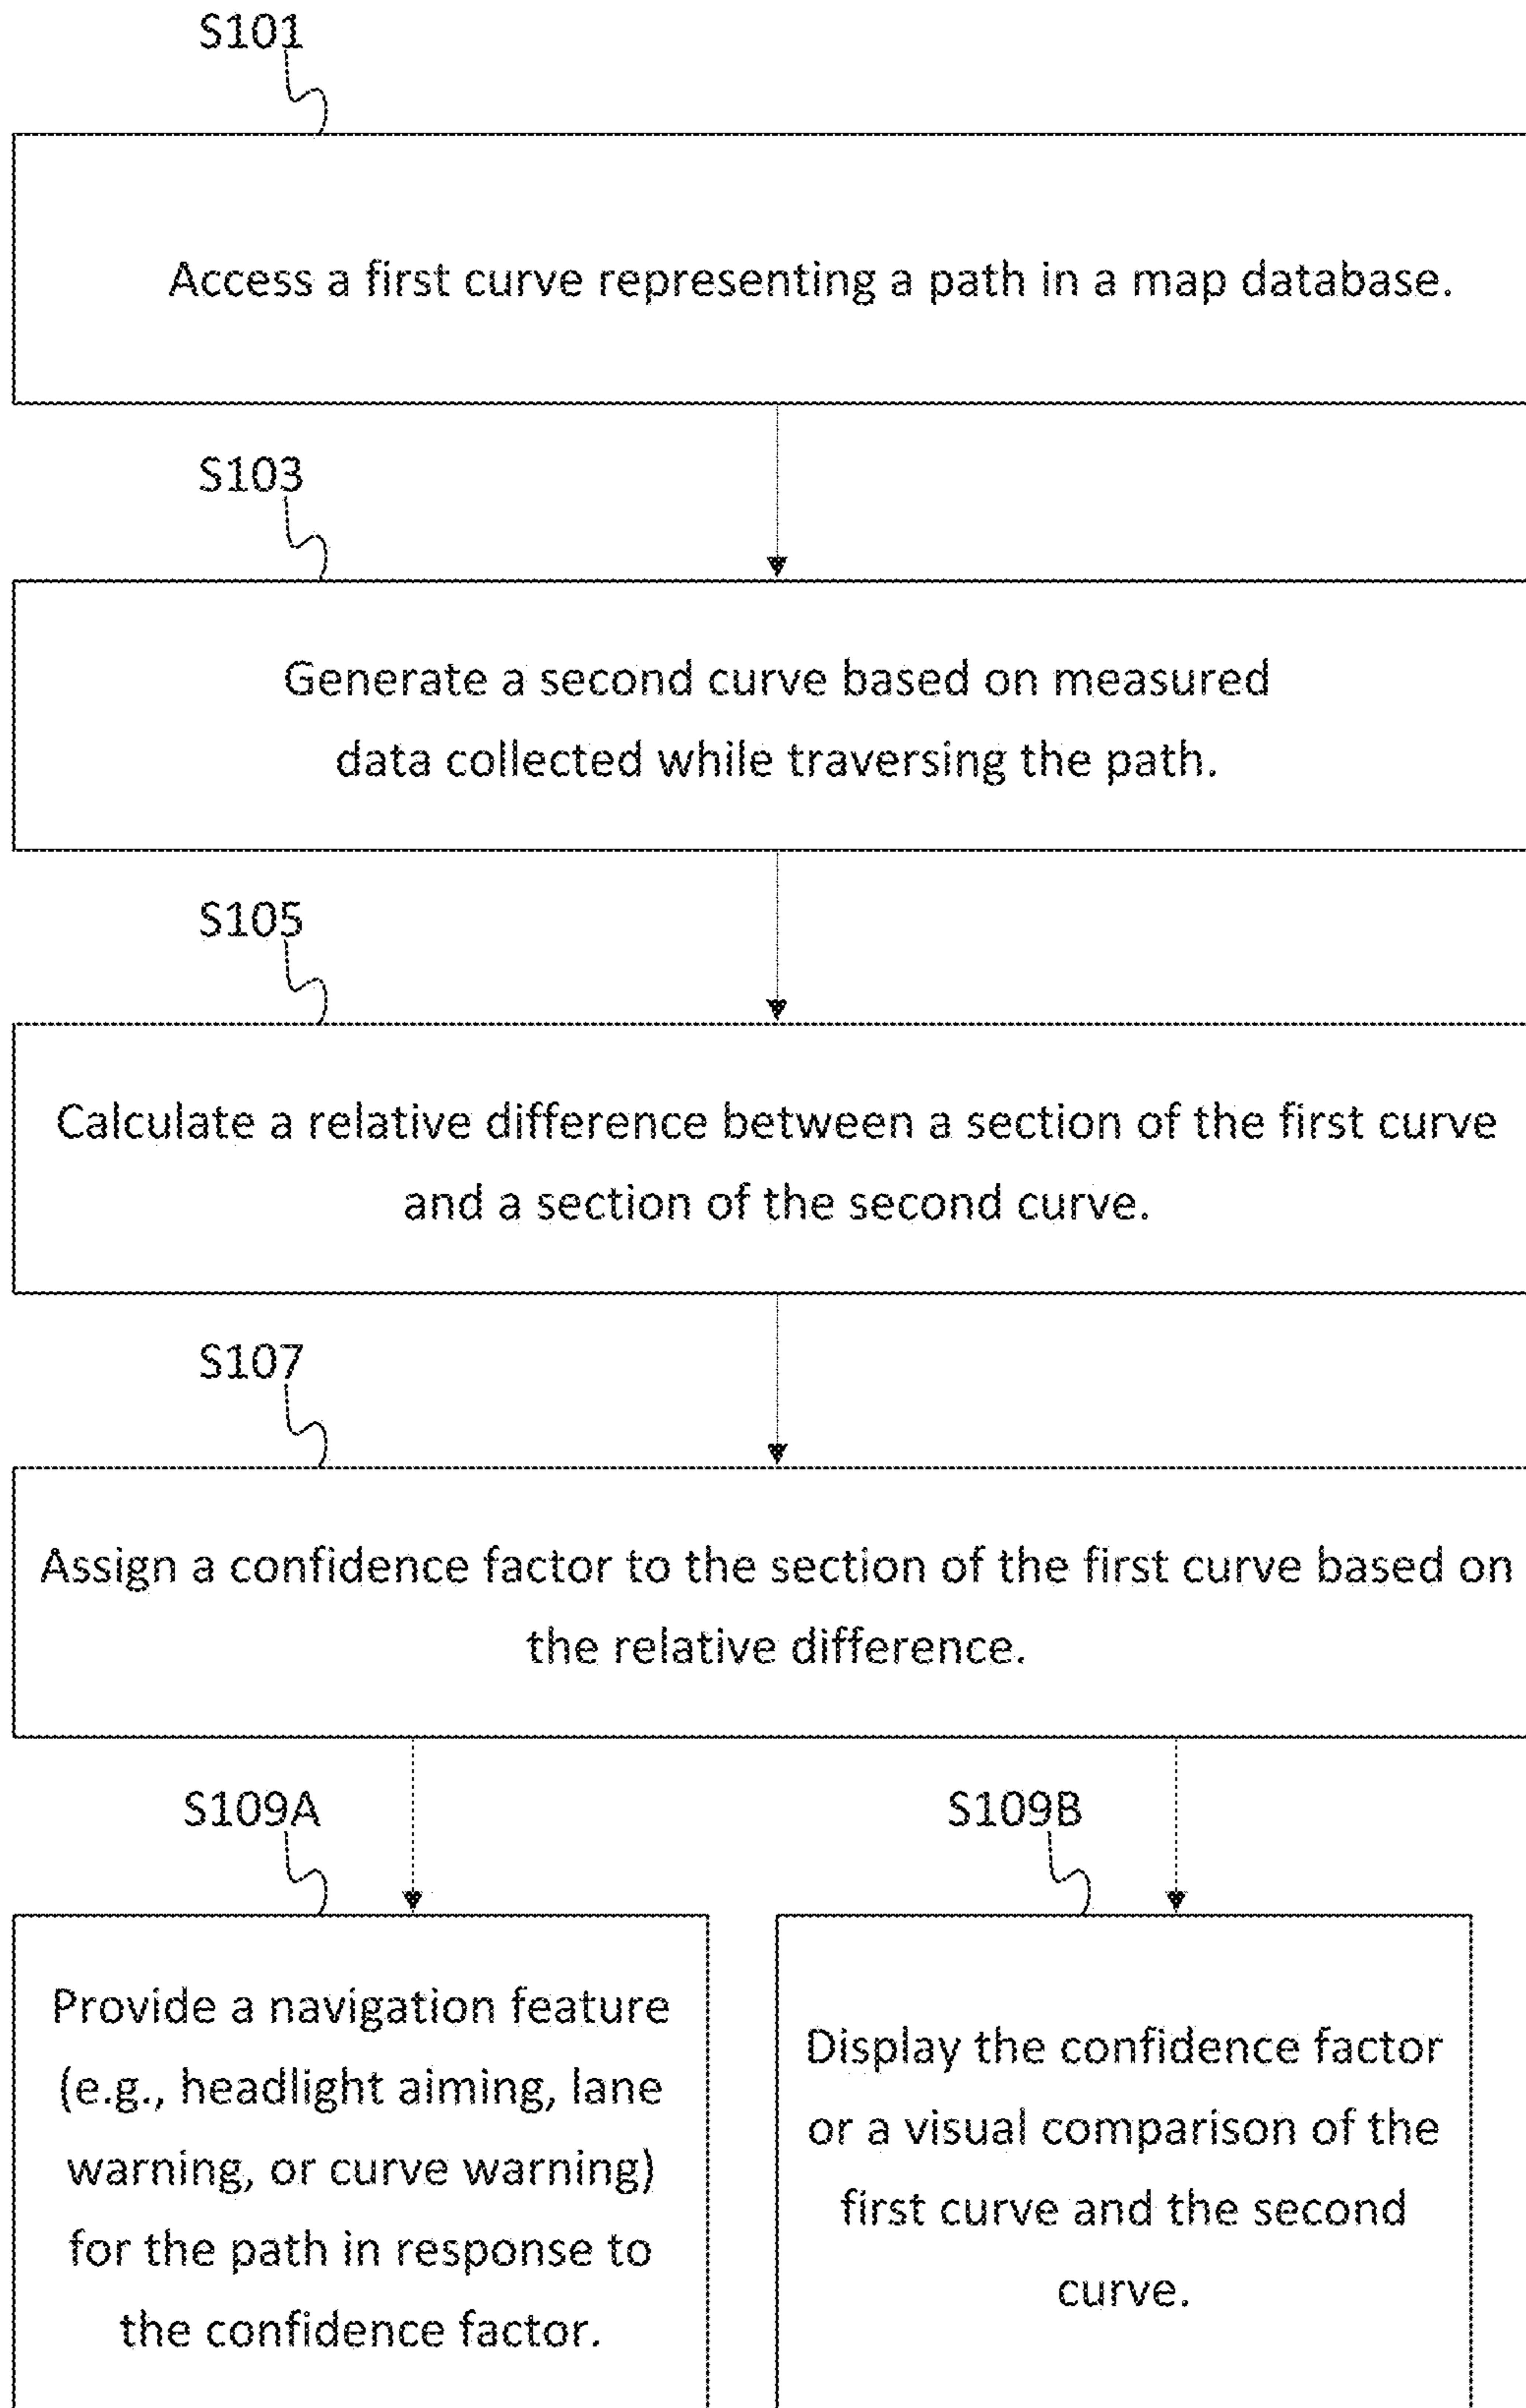 S101
Access a first curve representing a path in a map database.
S103
Generate a second curve based on measured
data collected while traversing the path.
S105
Calculate a relative difference between a section of the first curve
and a section of the second curve.
S107
Assign a confidence factor to the section of the first curve based on
the relative difference.
S109A
Provide a navigation feature
(e.g., headlight aiming, lane
warning, or curve warning)
for the path in response to
the confidence factor.
S109B
Display the confidence factor
or a visual comparison of the
first curve and the second
curve.